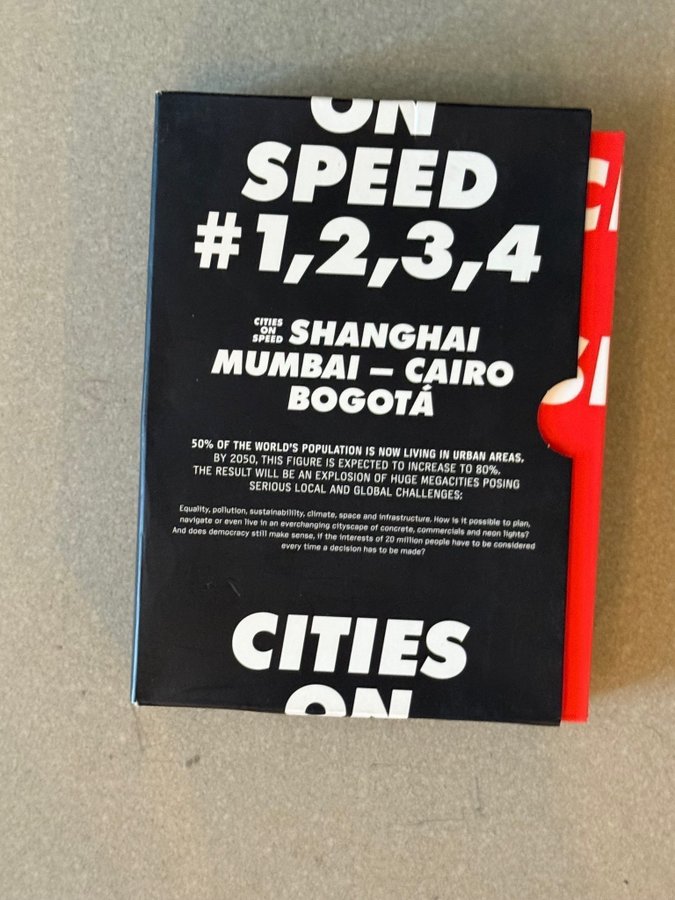 ON
SPEED
#1,2,3,4
CITIES
ON
SPEED
SHANGHAI
MUMBAI – CAIRO
BOGOTÁ
50% OF THE WORLD'S POPULATION IS NOW LIVING IN URBAN AREAS.
BY 2050, THIS FIGURE IS EXPECTED TO INCREASE TO 80%.
THE RESULT WILL BE AN EXPLOSION OF HUGE MEGACITIES POSING
SERIOUS LOCAL AND GLOBAL CHALLENGES:
Equality, pollution, sustainability, climate, space and infrastructure. How is it possible to plan,
navigate or even live in an everchanging cityscape of concrete, commercials and neon lights?
And does democracy still make sense, if the interests of 20 million people have to be considered
every time a decision has to be made?
CITIES
ON